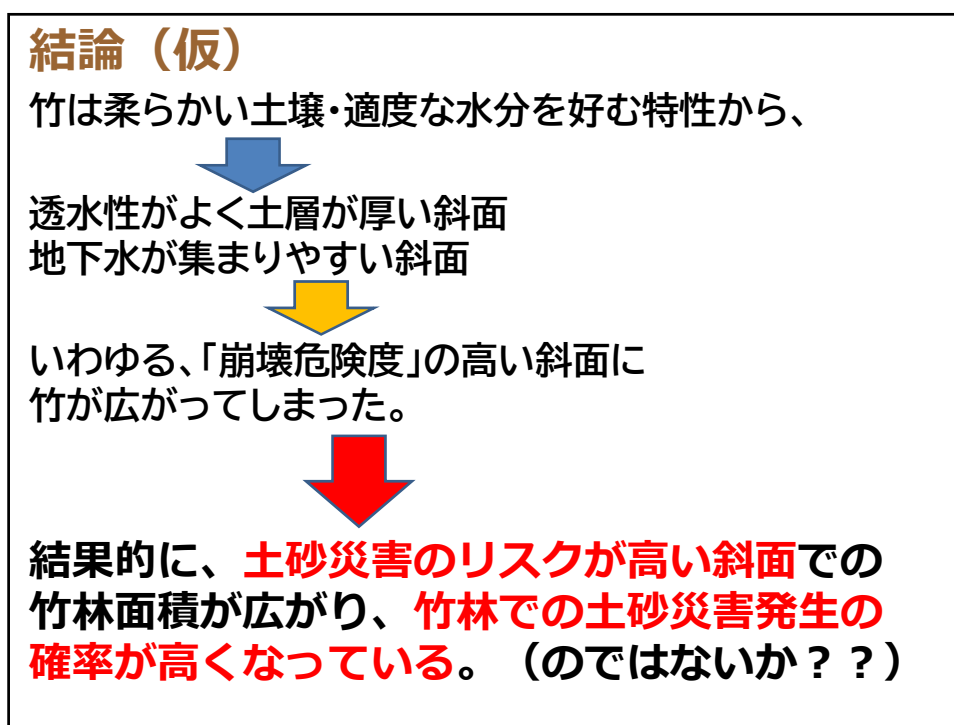 結論（仮）
竹は柔らかい土壌・適度な水分を好む特性から、
透水性がよく土層が厚い斜面
地下水が集まりやすい斜面
いわゆる、「崩壊危険度」の高い斜面に
竹が広がってしまった。
結果的に、土砂災害のリスクが高い斜面での
竹林面積が広がり、竹林での土砂災害発生の
確率が高くなっている。（のではないか？？）